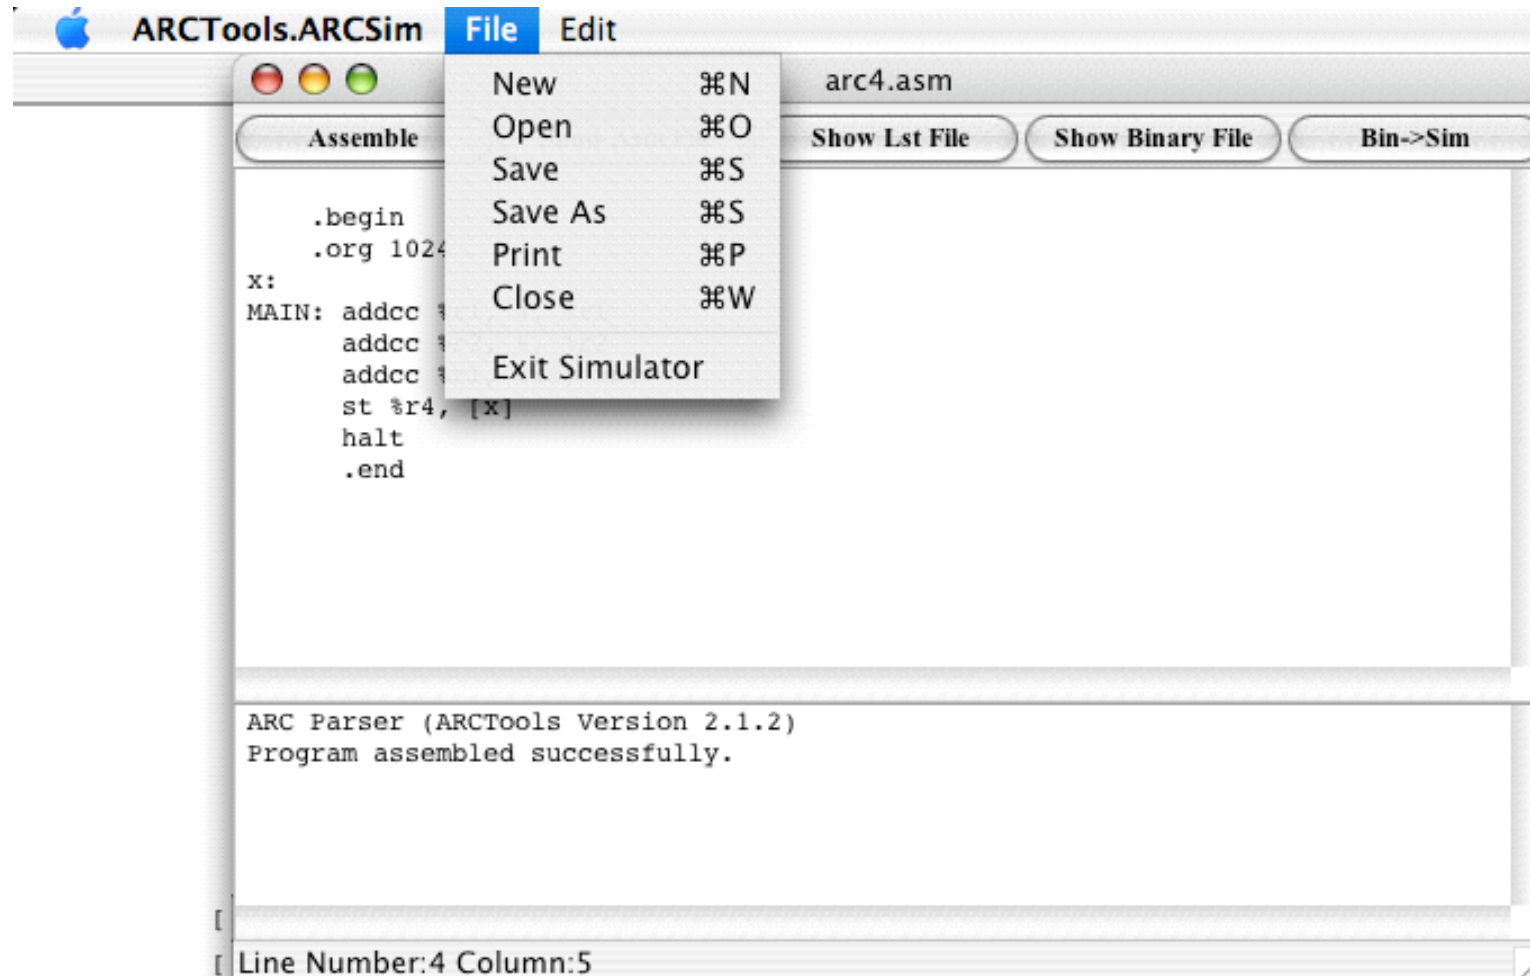 ARCTools.ARCSim File Edit
arc4.asm
New ⌘N
Open ⌘O
Save ⌘S
Save As ⌘S
Print ⌘P
Close ⌘W
Exit Simulator
Assemble Show Lst File Show Binary File Bin->Sim
.begin
.org 1024
x:
MAIN: addcc
addcc
addcc
st %r4, [x]
halt
.end
ARC Parser (ARCTools Version 2.1.2)
Program assembled successfully.
[
[ Line Number:4 Column:5